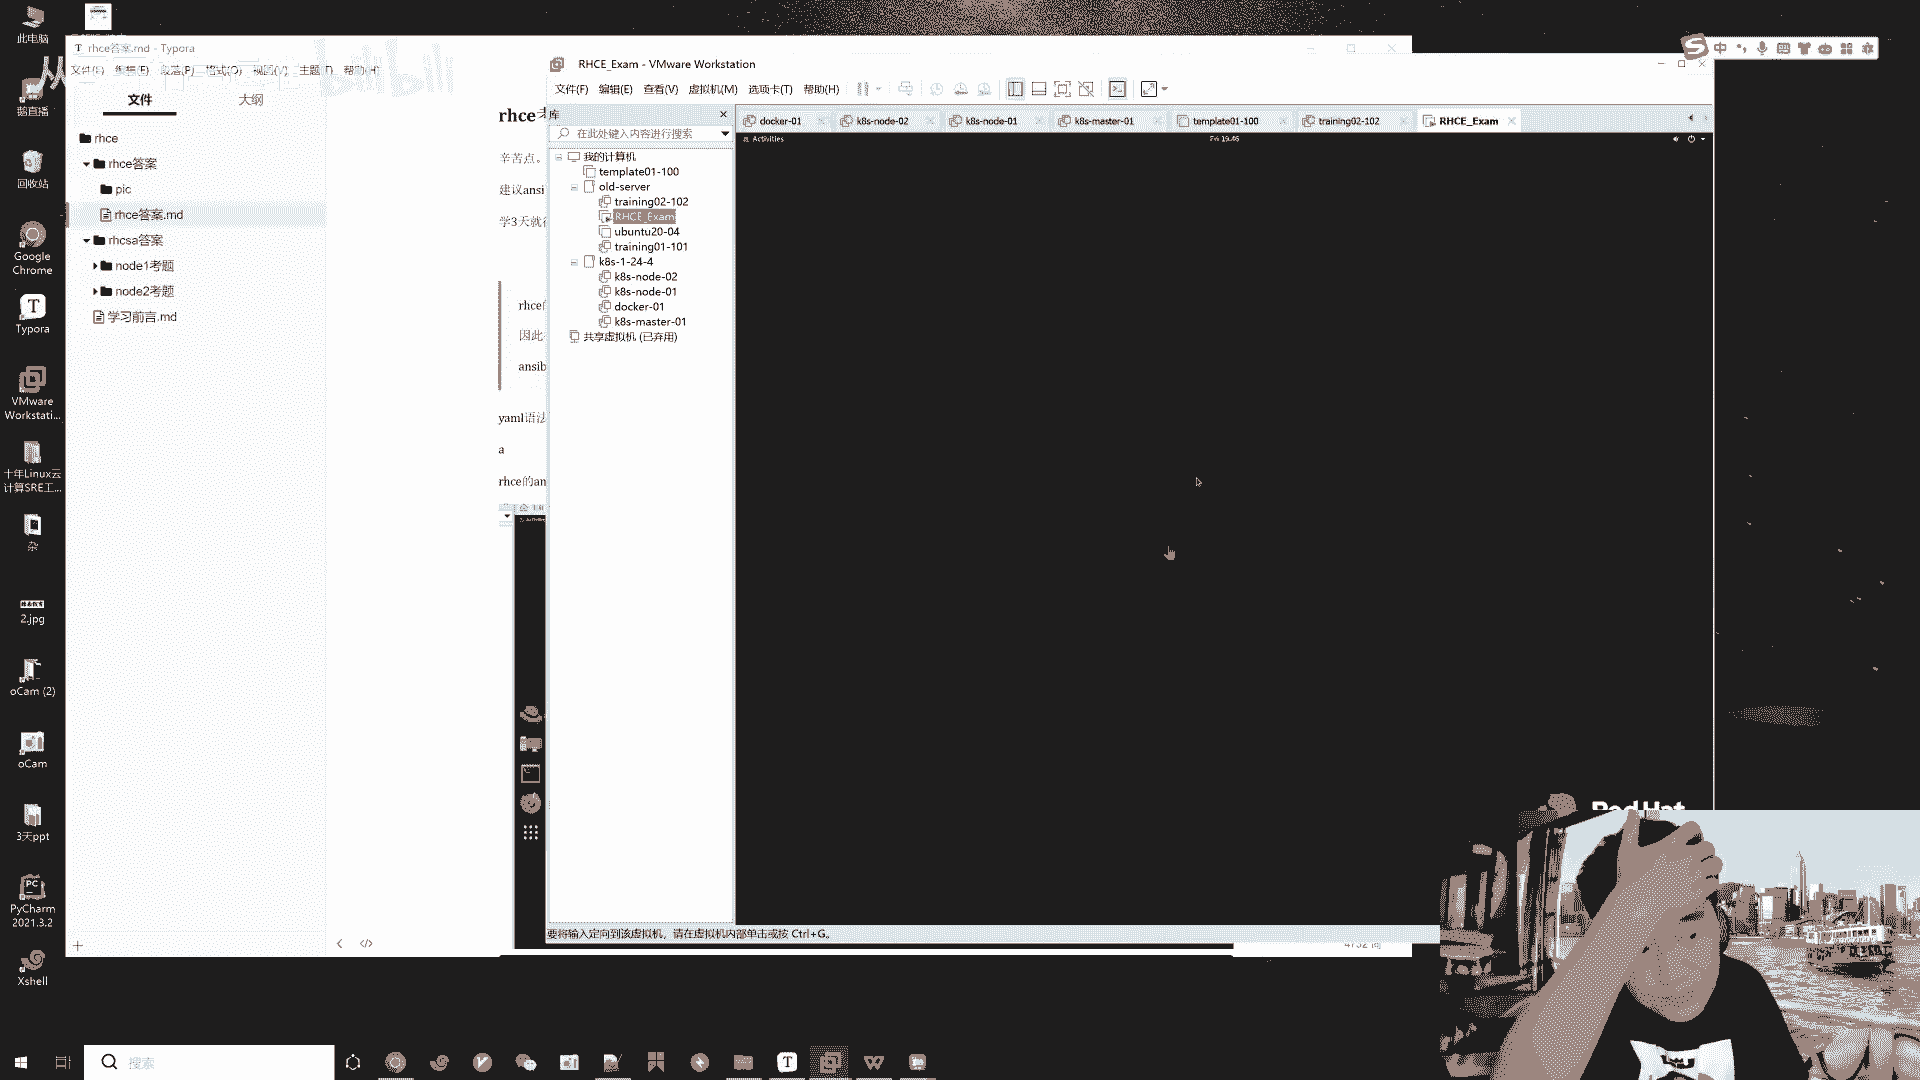 此电脑
鹅直播
回收站
Google
Chrome
Typora
VMware
Workstati...
十年Linux云
计算SRE工...
杂
2.jpg
oCam (2)
oCam
3天ppt
PyCharm
2021.3.2
Xshell
T rhce答案.md - Typora
文件(F) 编辑(E) 段落(P) 格式(O) 视图(V) 主题(T) 帮助(H)
bilibili
文件 大纲
rhce
rhce答案
pic
rhce答案.md
rhcsa答案
node1考题
node2考题
学习前言.md
rhce
辛苦点。
建议ansi
学3天就
rhce
因此
ansib
yaml语法
a
rhce的an
RHCE_Exam - VMware Workstation
文件(F) 编辑(E) 查看(V) 虚拟机(M) 选项卡(T) 帮助(H)
库
在此处键入内容进行搜索
我的计算机
template01-100
old-server
training02-102
RHCE_Exam
ubuntu20-04
training01-101
k8s-1-24-4
k8s-node-02
k8s-node-01
docker-01
k8s-master-01
共享虚拟机 (已弃用)
docker-01 k8s-node-02 k8s-node-01 k8s-master-01 template01-100 training02-102 RHCE_Exam
Activities Fri 19:46
Red Hat
要将输入定向到该虚拟机，请在虚拟机内部单击或按 Ctrl+G。
中
搜索